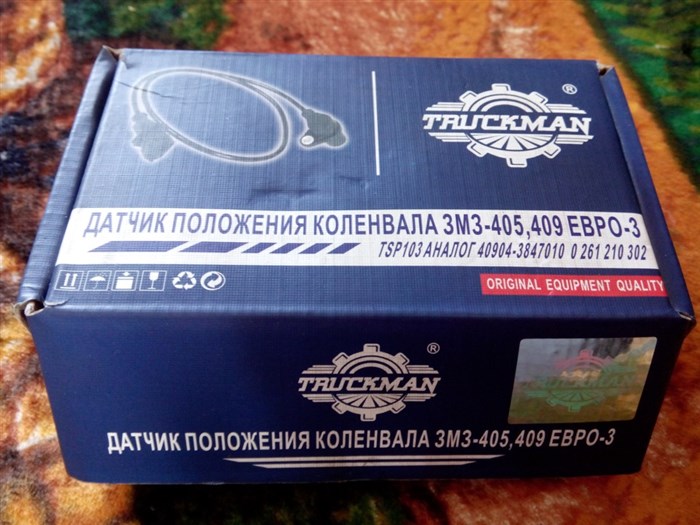 TRUCKMAN ®
ДАТЧИК ПОЛОЖЕНИЯ КОЛЕНВАЛА ЗМЗ-405,409 ЕВРО-3
TSP103 АНАЛОГ 40904-3847010 0 261 210 302
ORIGINAL EQUIPMENT QUALITY
TRUCKMAN ®
ДАТЧИК ПОЛОЖЕНИЯ КОЛЕНВАЛА ЗМЗ-405,409 ЕВРО-3